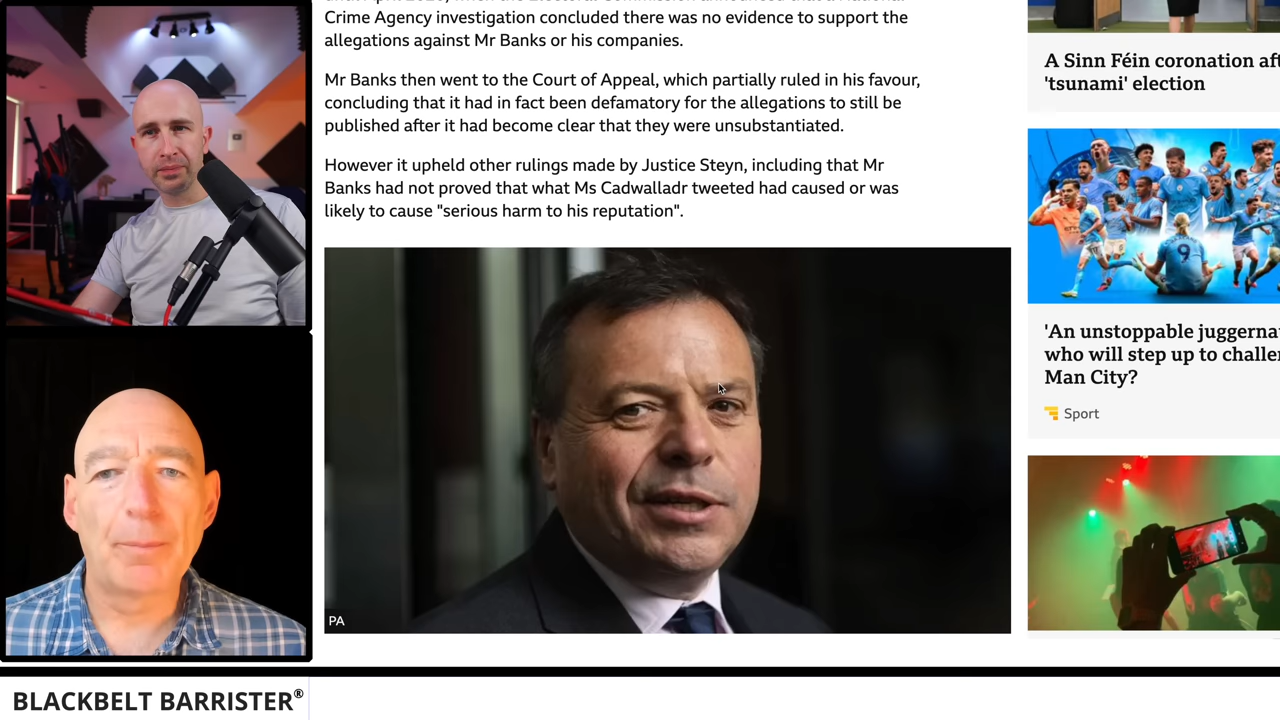 Crime Agency investigation concluded there was no evidence to support the
allegations against Mr Banks or his companies.
Mr Banks then went to the Court of Appeal, which partially ruled in his favour,
concluding that it had in fact been defamatory for the allegations to still be
published after it had become clear that they were unsubstantiated.
However it upheld other rulings made by Justice Steyn, including that Mr
Banks had not proved that what Ms Cadwalladr tweeted had caused or was
likely to cause "serious harm to his reputation".
PA
A Sinn Féin coronation aft
'tsunami' election
9
'An unstoppable juggerna
who will step up to challe
Man City?
Sport
BLACKBELT BARRISTER®